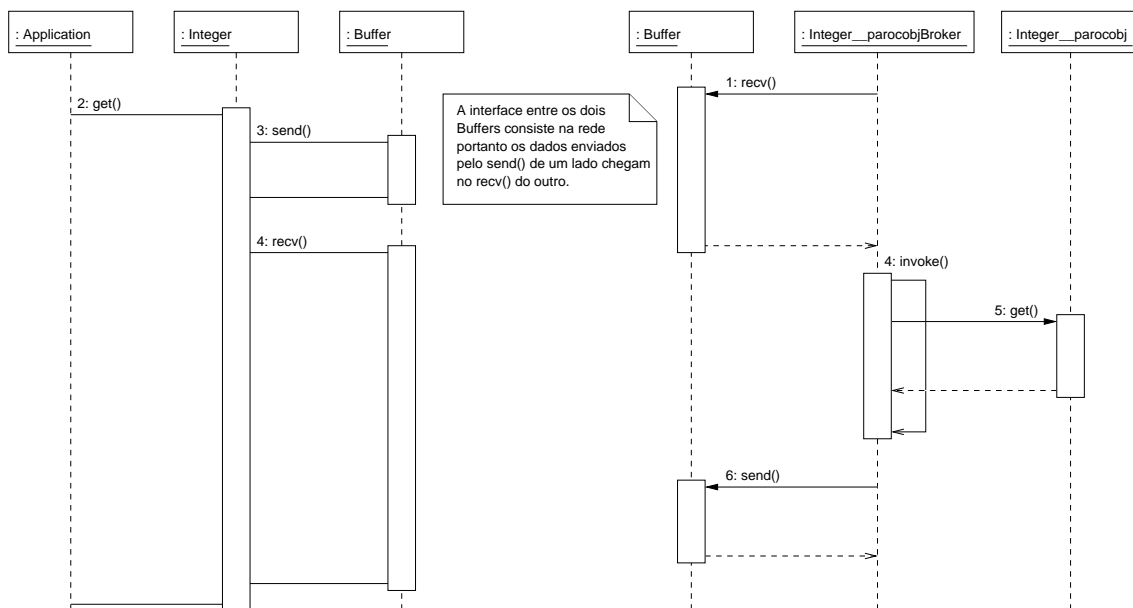 : Application
: Integer
: Buffer
: Buffer
: Integer__parocobjBroker
: Integer__parocobj
1: recv()
2: get()
A interface entre os dois
Buffers consiste na rede
portanto os dados enviados
pelo send() de um lado chegam
no recv() do outro.
3: send()
4: recv()
4: invoke()
5: get()
6: send()